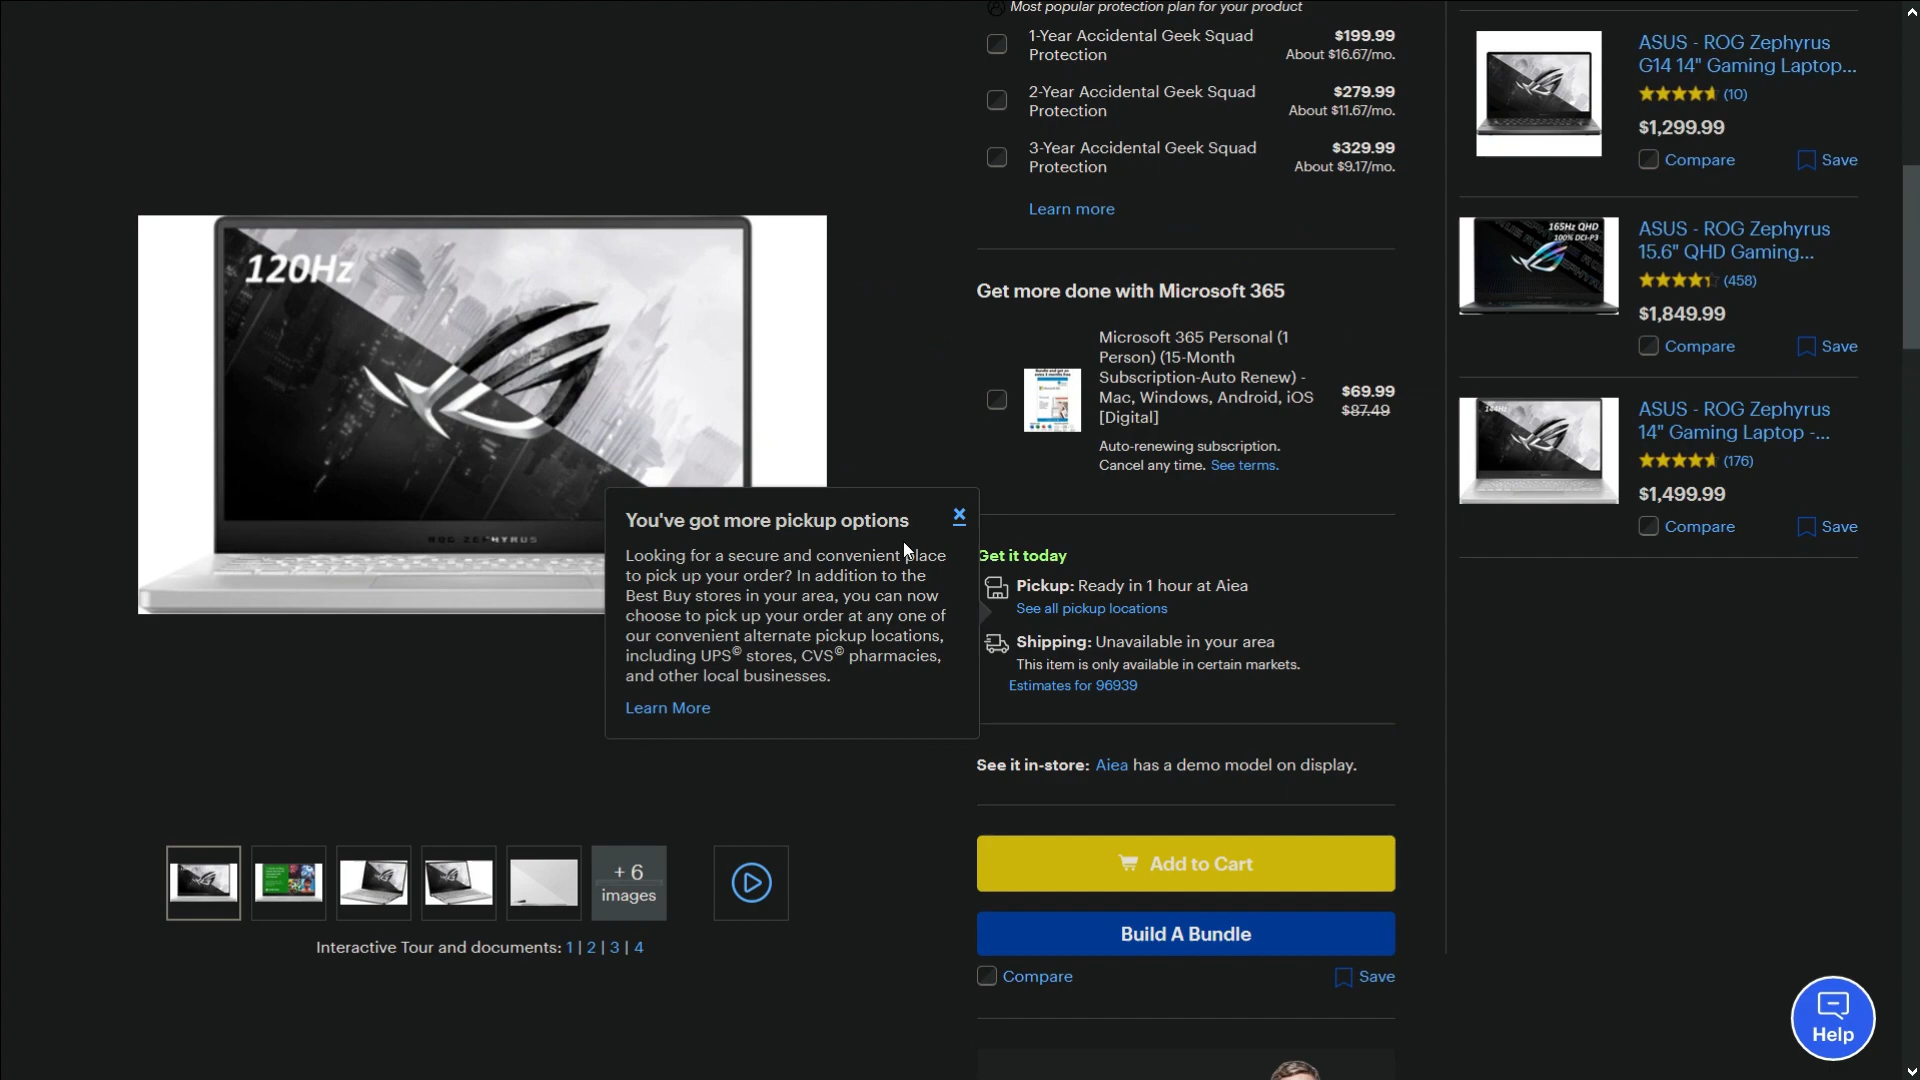 Most popular protection plan for your product
1-Year Accidental Geek Squad
Protection
$199.99
About $16.67/mo.
2-Year Accidental Geek Squad
Protection
$279.99
About $11.67/mo.
3-Year Accidental Geek Squad
Protection
$329.99
About $9.17/mo.
Learn more
Get more done with Microsoft 365
Microsoft 365 Personal (1
Person) (15-Month
Subscription-Auto Renew) -
Mac, Windows, Android, iOS
[Digital]
$69.99
$87.49
Auto-renewing subscription.
Cancel any time. See terms.
120Hz
ROG ZEPHYRUS
You've got more pickup options
Looking for a secure and convenient place
to pick up your order? In addition to the
Best Buy stores in your area, you can now
choose to pick up your order at any one of
our convenient alternate pickup locations,
including UPS© stores, CVS© pharmacies,
and other local businesses.
Learn More
Get it today
Pickup: Ready in 1 hour at Aiea
See all pickup locations
Shipping: Unavailable in your area
This item is only available in certain markets.
Estimates for 96939
See it in-store: Aiea has a demo model on display.
Add to Cart
Build A Bundle
Compare
Save
+ 6
images
Interactive Tour and documents: 1 | 2 | 3 | 4
ASUS - ROG Zephyrus
G14 14" Gaming Laptop...
(10)
$1,299.99
Compare
Save
165Hz QHD
100% DCI-P3
ASUS - ROG Zephyrus
15.6" QHD Gaming...
(458)
$1,849.99
Compare
Save
144Hz
ASUS - ROG Zephyrus
14" Gaming Laptop -...
(176)
$1,499.99
Compare
Save
Help